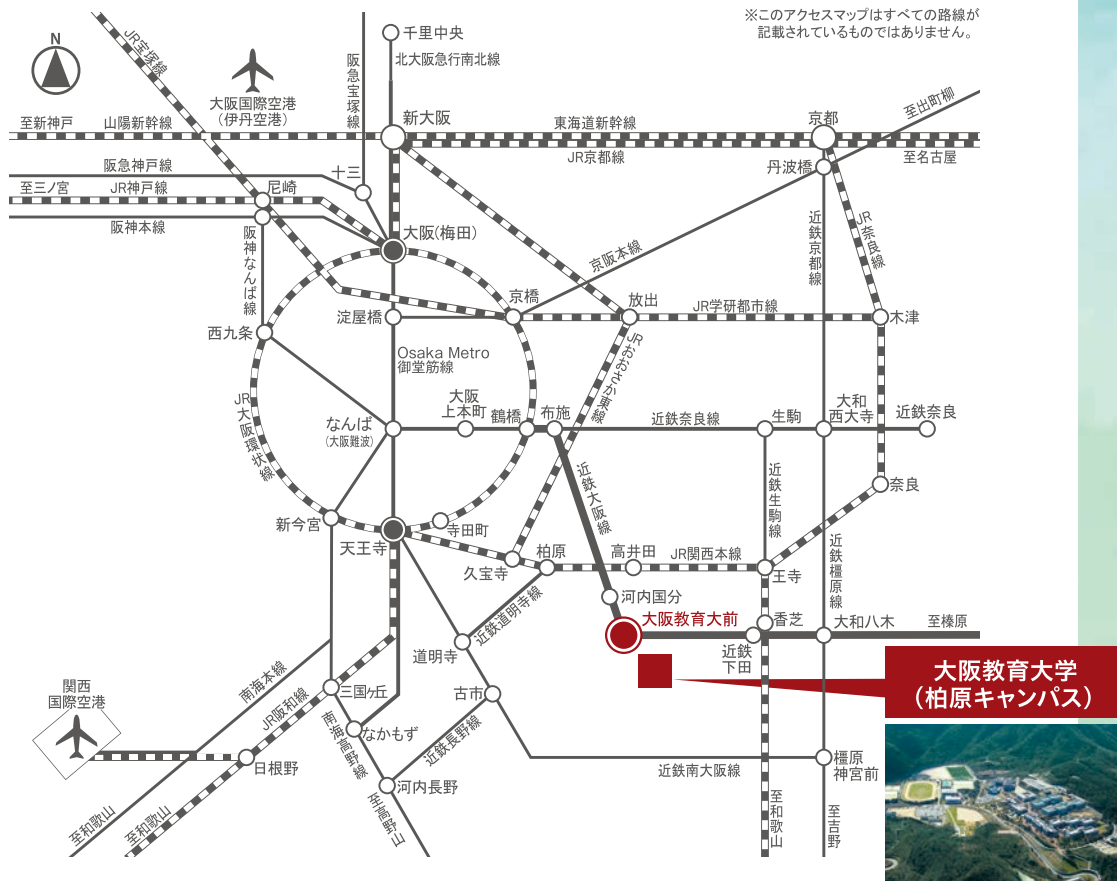 ※このアクセスマップはすべての路線が
記載されているものではありません。
N
JR宝塚線
大阪国際空港
(伊丹空港)
阪急宝塚線
千里中央
北大阪急行南北線
至新神戸
山陽新幹線
新大阪
東海道新幹線
JR京都線
京都
至出町柳
至名古屋
丹波橋
阪急神戸線
十三
至三ノ宮
JR神戸線
尼崎
阪神本線
阪神なんば線
大阪(梅田)
近鉄京都線
JR奈良線
京阪本線
西九条
淀屋橋
京橋
放出
JR学研都市線
木津
Osaka Metro
御堂筋線
JRおおさか東線
JR大阪環状線
なんば
(大阪難波)
大阪
上本町
鶴橋
布施
近鉄奈良線
生駒
大和
西大寺
近鉄奈良
近鉄大阪線
近鉄生駒線
奈良
新今宮
天王寺
寺田町
久宝寺
柏原
高井田
JR関西本線
王寺
近鉄橿原線
河内国分
大阪教育大前
香芝
近鉄
下田
大和八木
至榛原
近鉄道明寺線
道明寺
大阪教育大学
(柏原キャンパス)
関西
国際空港
南海本線
JR阪和線
三国ヶ丘
古市
南海高野線
なかもず
近鉄長野線
日根野
河内長野
近鉄南大阪線
橿原
神宮前
至和歌山
至和歌山
至高野山
至和歌山
至吉野